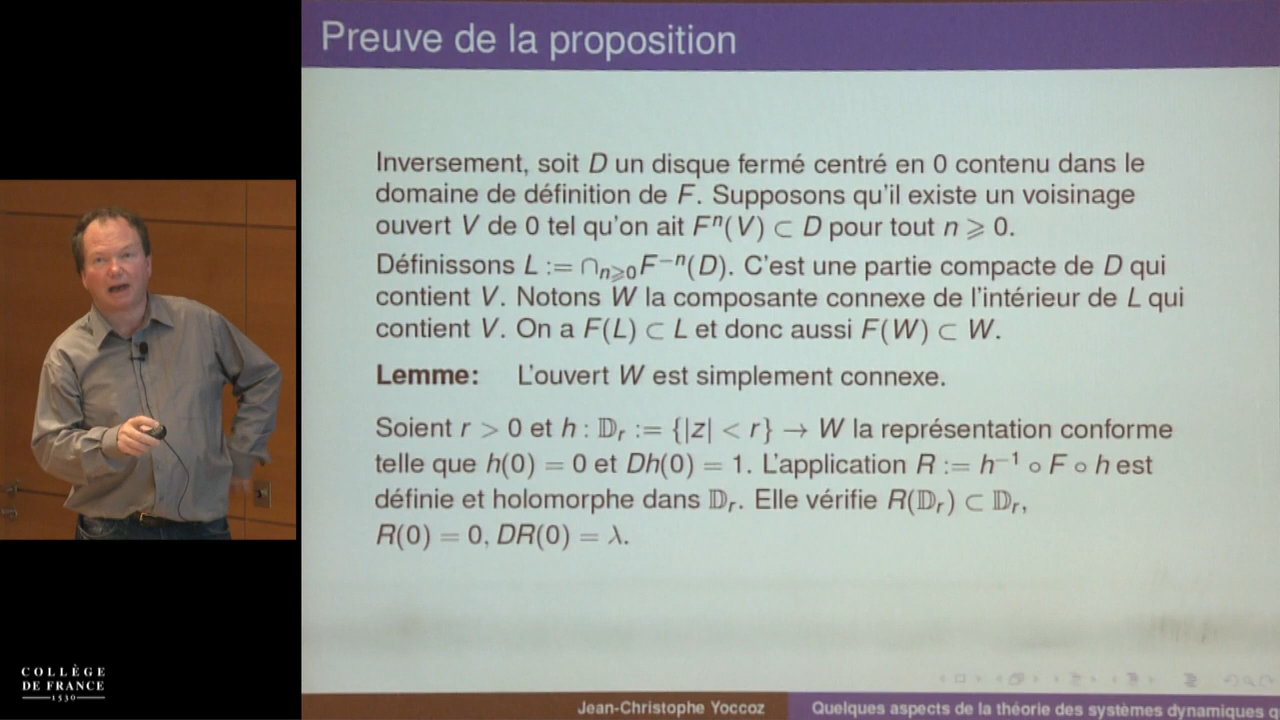 Preuve de la proposition
Inversement, soit D un disque fermé centré en 0 contenu dans le
domaine de définition de F. Supposons qu'il existe un voisinage
ouvert V de 0 tel qu'on ait Fⁿ(V) ⊂ D pour tout n ⩾ 0.
Définissons L := ∩ₙ⩾₀F⁻ⁿ(D). C'est une partie compacte de D qui
contient V. Notons W la composante connexe de l'intérieur de L qui
contient V. On a F(L) ⊂ L et donc aussi F(W) ⊂ W.
Lemme: L'ouvert W est simplement connexe.
Soient r > 0 et h : 𝔻ᵣ := {|z| < r} → W la représentation conforme
telle que h(0) = 0 et Dh(0) = 1. L'application R := h⁻¹ ∘ F ∘ h est
définie et holomorphe dans 𝔻ᵣ. Elle vérifie R(𝔻ᵣ) ⊂ 𝔻ᵣ,
R(0) = 0, DR(0) = λ.
COLLÈGE
DE FRANCE
1530
Jean-Christophe Yoccoz
Quelques aspects de la théorie des systèmes dynamiques